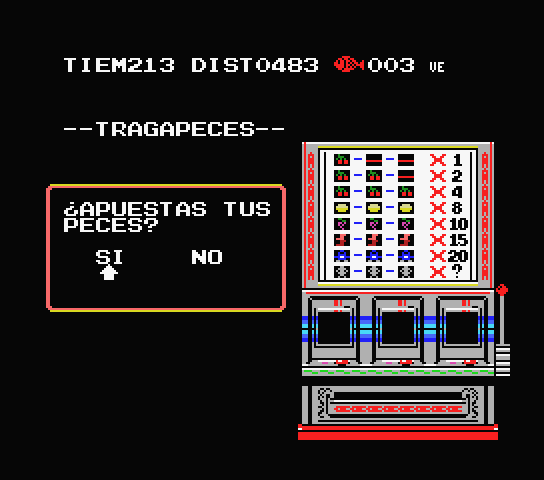 TIEM213 DIST0483 003 VE
--TRAGAPECES--
¿APUESTAS TUS
PECES?
SI NO
- - X 1
- - X 2
- - X 4
- - X 8
- - X 10
- - X 15
- - X 20
- - X ?